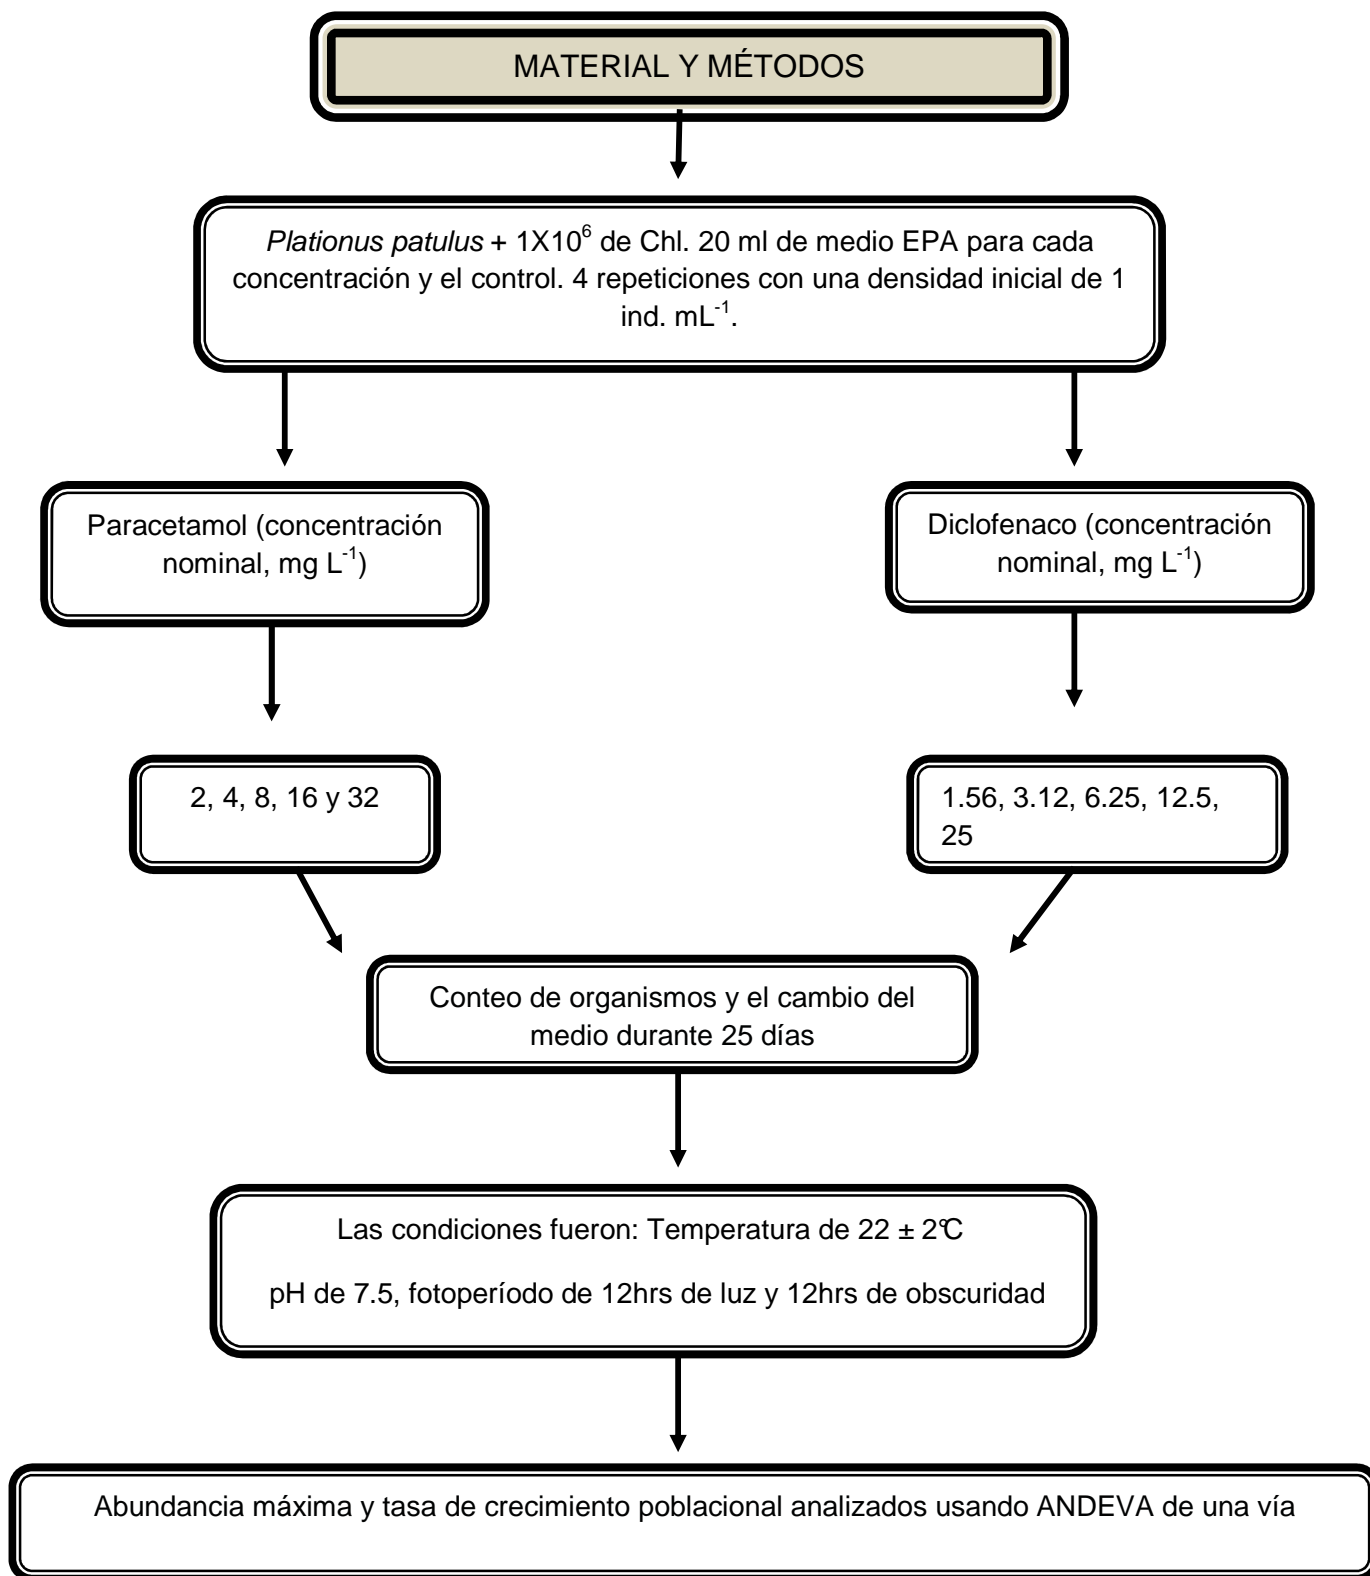 MATERIAL Y MÉTODOS
Plationus patulus + 1X10⁶ de Chl. 20 ml de medio EPA para cada
concentración y el control. 4 repeticiones con una densidad inicial de 1
ind. mL⁻¹.
Paracetamol (concentración
nominal, mg L⁻¹)
Diclofenaco (concentración
nominal, mg L⁻¹)
2, 4, 8, 16 y 32
1.56, 3.12, 6.25, 12.5,
25
Conteo de organismos y el cambio del
medio durante 25 días
Las condiciones fueron: Temperatura de 22 ± 2°C
pH de 7.5, fotoperíodo de 12hrs de luz y 12hrs de obscuridad
Abundancia máxima y tasa de crecimiento poblacional analizados usando ANDEVA de una vía